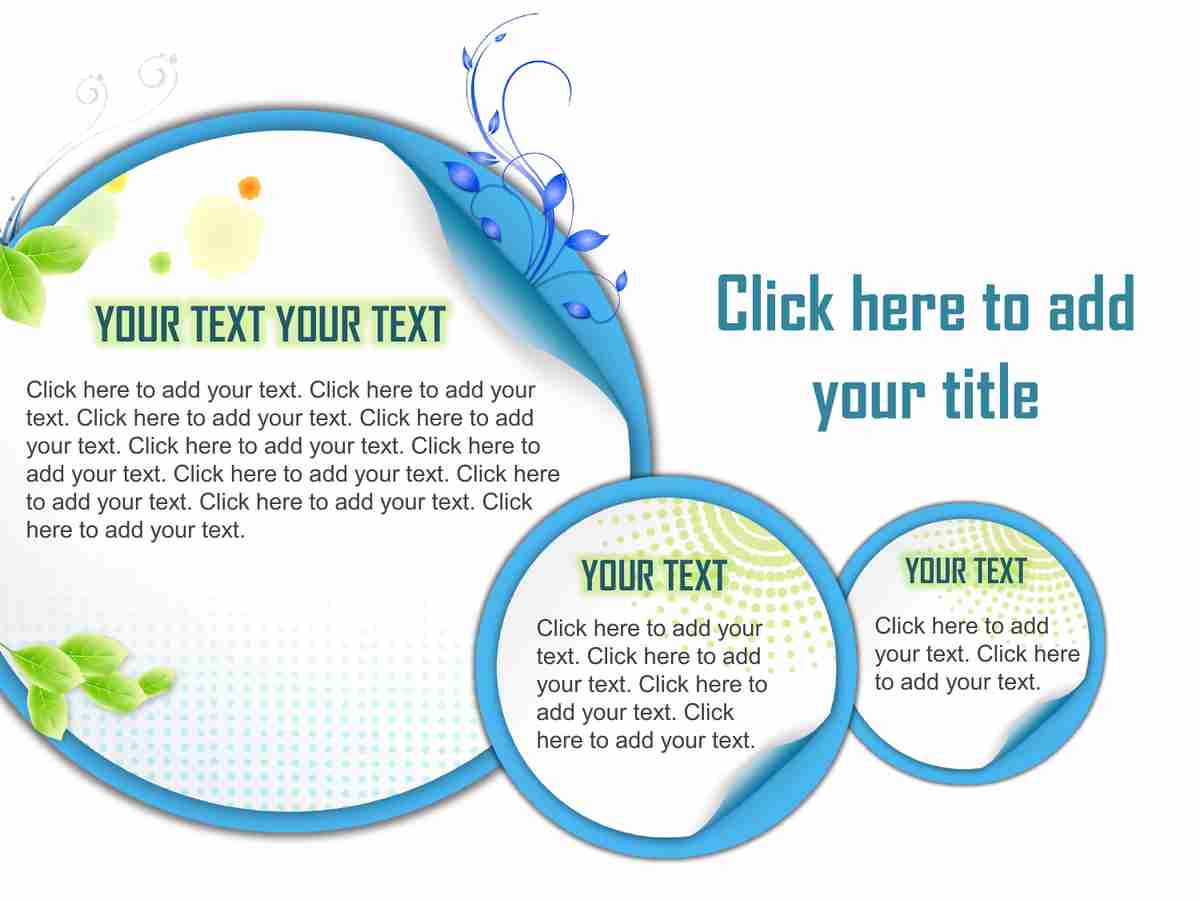 Click here to add
your title
YOUR TEXT YOUR TEXT
Click here to add your text. Click here to add your
text. Click here to add your text. Click here to add
your text. Click here to add your text. Click here to
add your text. Click here to add your text. Click here
to add your text. Click here to add your text. Click
here to add your text.
YOUR TEXT
Click here to add your
text. Click here to add
your text. Click here to
add your text. Click
here to add your text.
YOUR TEXT
Click here to add
your text. Click here
to add your text.